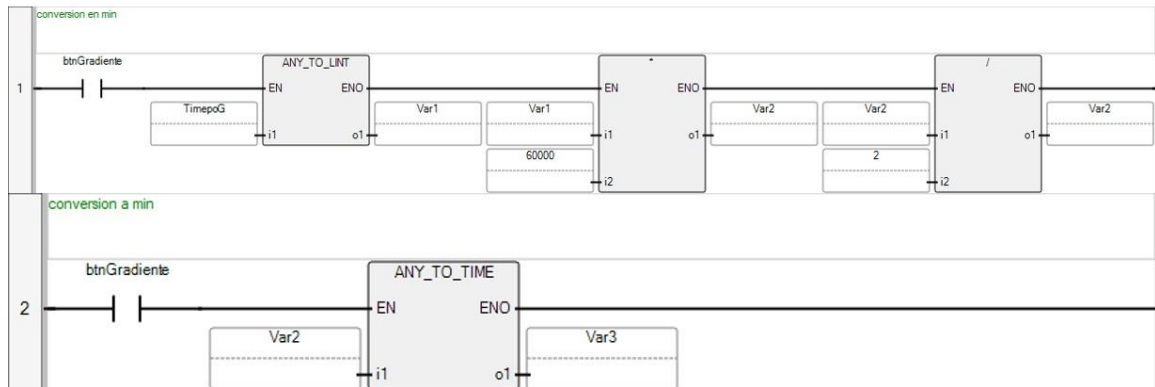 conversion en min
btnGradiente
ANY_TO_LINT
*
/
1
EN ENO
EN ENO
EN ENO
TimepoG
Var1
Var1
Var2
Var2
Var2
i1 o1
i1 o1
i1 o1
60000
2
i2
i2
conversion a min
btnGradiente
ANY_TO_TIME
2
EN ENO
Var2
Var3
i1 o1